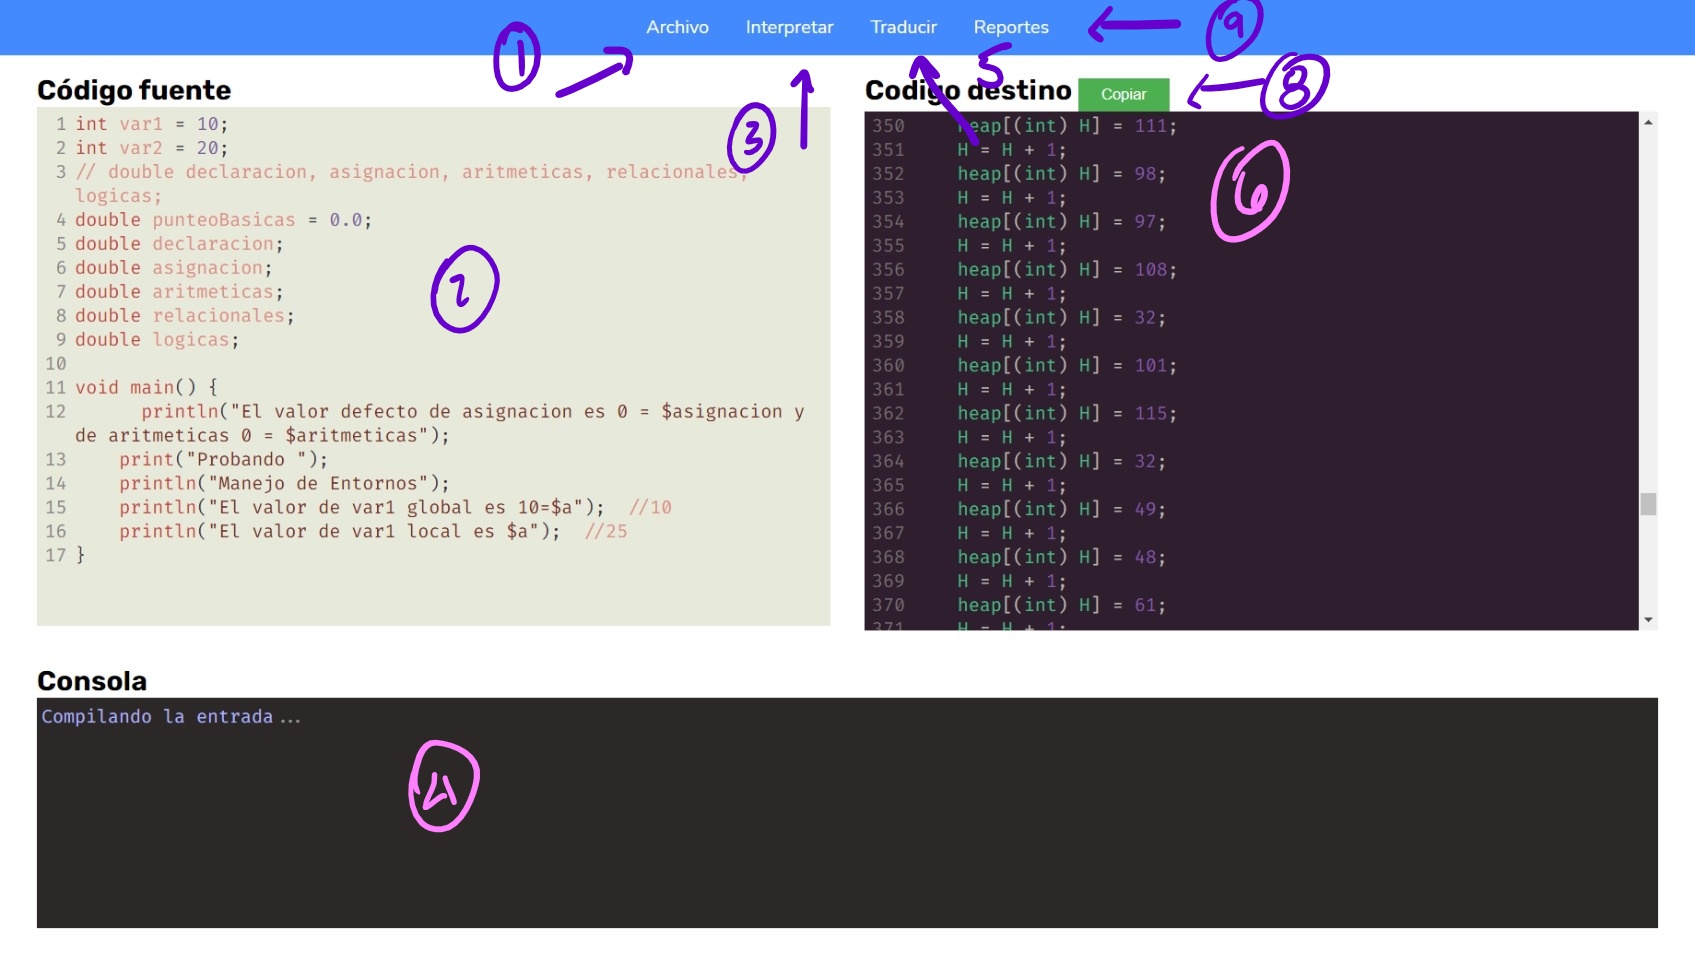 Archivo Interpretar Traducir Reportes
1 3 5 9
Código fuente
1 int var1 = 10;
2 int var2 = 20;
3 // double declaracion, asignacion, aritmeticas, relacionales,
logicas;
4 double punteoBasicas = 0.0;
5 double declaracion;
6 double asignacion;
7 double aritmeticas;
8 double relacionales;
9 double logicas;
10
11 void main() {
12 println("El valor defecto de asignacion es 0 = $asignacion y
de aritmeticas 0 = $aritmeticas");
13 print("Probando ");
14 println("Manejo de Entornos");
15 println("El valor de var1 global es 10=$a"); //10
16 println("El valor de var1 local es $a"); //25
17 }
2
Codigo destino Copiar 8
350 heap[(int) H] = 111;
351 H = H + 1;
352 heap[(int) H] = 98;
353 H = H + 1;
354 heap[(int) H] = 97;
355 H = H + 1;
356 heap[(int) H] = 108;
357 H = H + 1;
358 heap[(int) H] = 32;
359 H = H + 1;
360 heap[(int) H] = 101;
361 H = H + 1;
362 heap[(int) H] = 115;
363 H = H + 1;
364 heap[(int) H] = 32;
365 H = H + 1;
366 heap[(int) H] = 49;
367 H = H + 1;
368 heap[(int) H] = 48;
369 H = H + 1;
370 heap[(int) H] = 61;
371 H = H + 1;
6
Consola
Compilando la entrada...
4